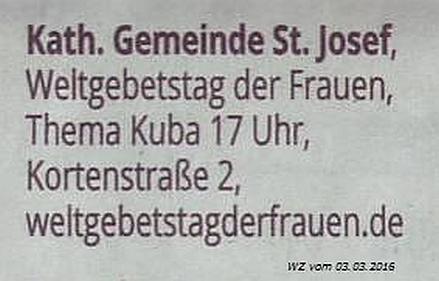 Kath. Gemeinde St. Josef,
Weltgebetstag der Frauen,
Thema Kuba 17 Uhr,
Kortenstraße 2,
weltgebetstagderfrauen.de
WZ vom 03.03.2016